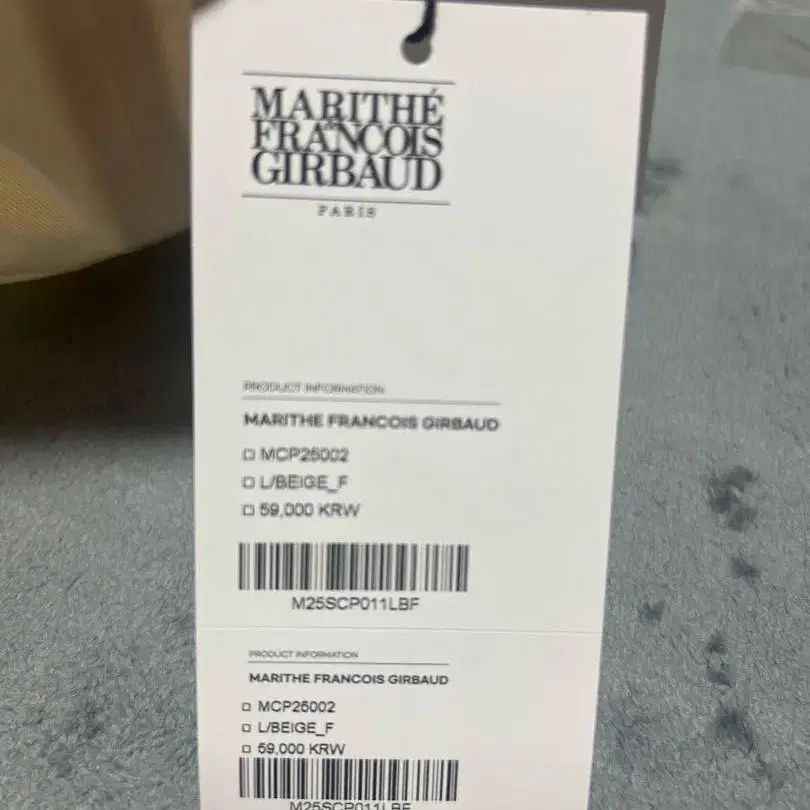 MARITHÉ
FRANCOIS
GIRBAUD
PARIS
PRODUCT INFORMATION
MARITHE FRANCOIS GIRBAUD
MCP25002
L/BEIGE_F
59,000 KRW
M25SCP011LBF
PRODUCT INFORMATION
MARITHE FRANCOIS GIRBAUD
MCP25002
L/BEIGE_F
59,000 KRW
M25SCP011LBF